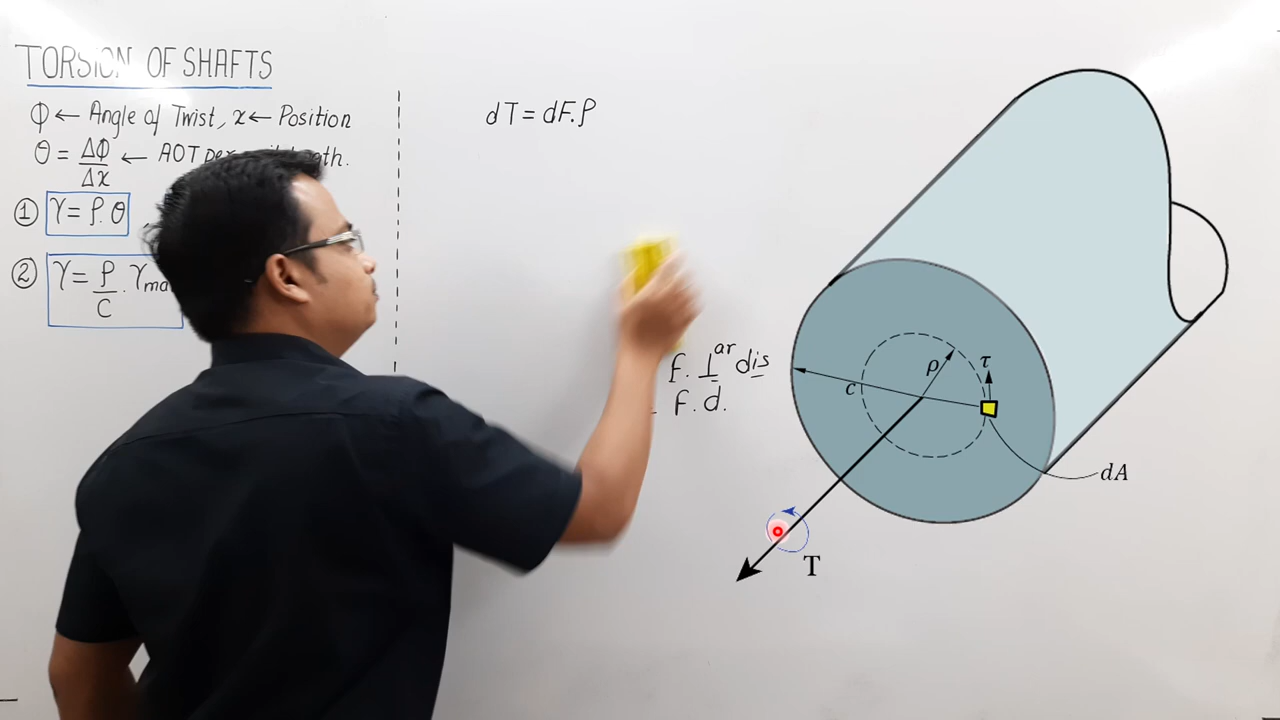 TORSION OF SHAFTS
Φ ← Angle of Twist, x ← Position
θ = ΔΦ/Δx ← AOT per length.
① γ = ρ.θ
② γ = ρ/C . γma
dT = dF.ρ
F. ⊥ar dis
F.d.
ρ
τ
c
dA
T